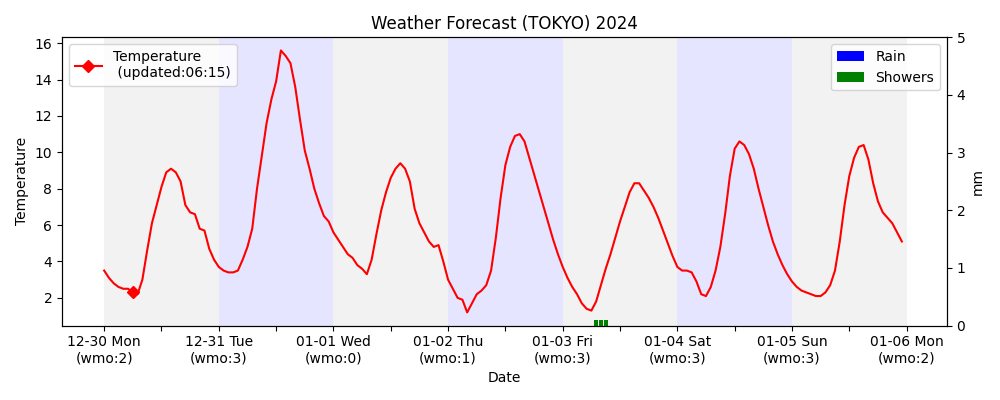 Weather Forecast (TOKYO) 2024
Temperature
(updated:06:15)
Rain
Showers
Temperature
16
14
12
10
8
6
4
2
5
4
3
2
1
0
mm
12-30 Mon
(wmo:2)
12-31 Tue
(wmo:3)
01-01 Wed
(wmo:0)
01-02 Thu
(wmo:1)
01-03 Fri
(wmo:3)
01-04 Sat
(wmo:3)
01-05 Sun
(wmo:3)
01-06 Mon
(wmo:2)
Date